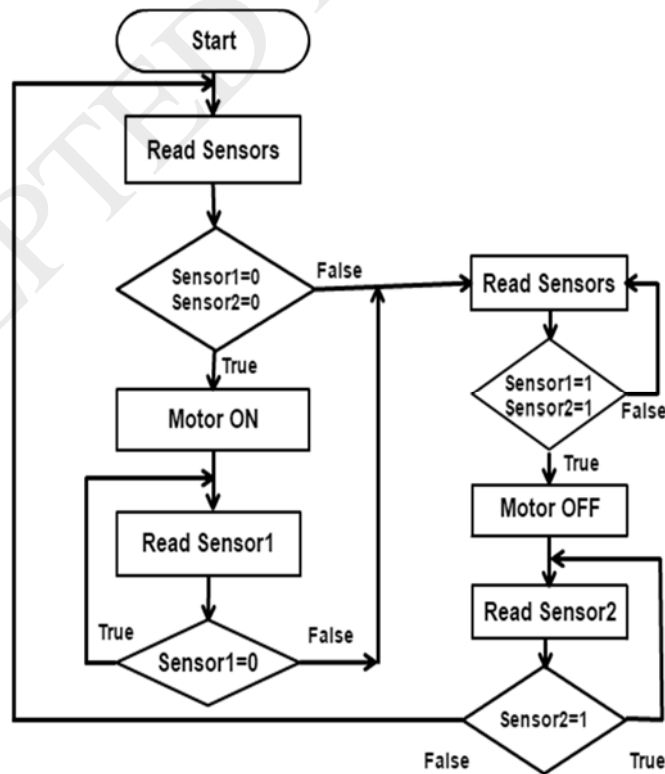 Start
Read Sensors
Sensor1=0
Sensor2=0
False
True
Motor ON
Read Sensor1
True
False
Sensor1=0
Read Sensors
Sensor1=1
Sensor2=1
False
True
Motor OFF
Read Sensor2
Sensor2=1
False
True
PTED